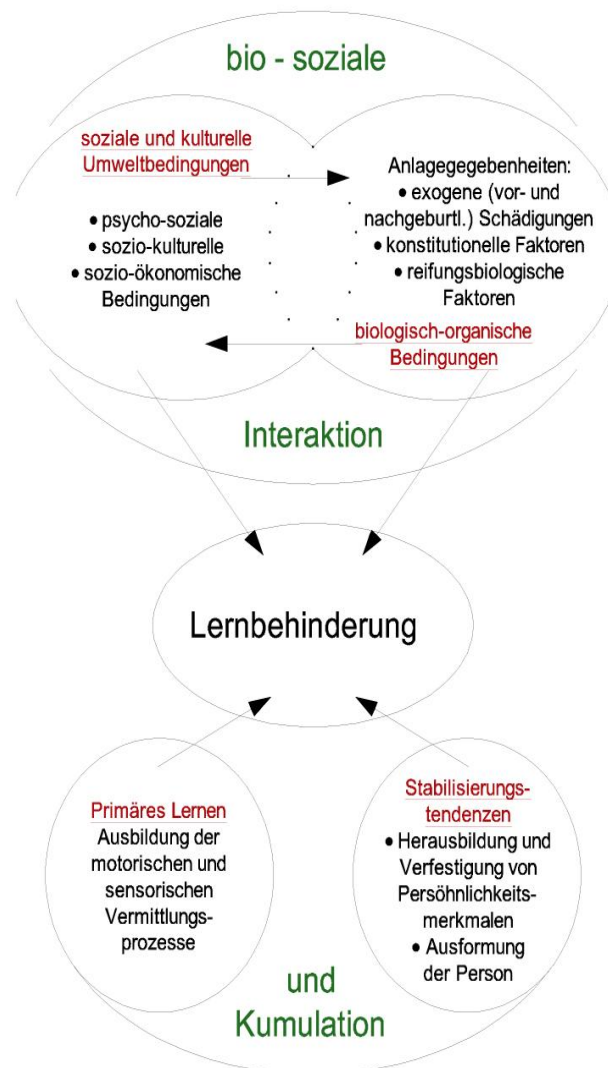 bio - soziale
soziale und kulturelle
Umweltbedingungen
• psycho-soziale
• sozio-kulturelle
• sozio-ökonomische
Bedingungen
Anlagegegebenheiten:
• exogene (vor- und
nachgeburtl.) Schädigungen
• konstitutionelle Faktoren
• reifungsbiologische
Faktoren
biologisch-organische
Bedingungen
Interaktion
Lernbehinderung
Primäres Lernen
Ausbildung der
motorischen und
sensorischen
Vermittlungs-
prozesse
Stabilisierungs-
tendenzen
• Herausbildung und
Verfestigung von
Persöhnlichkeits-
merkmalen
• Ausformung
der Person
und
Kumulation